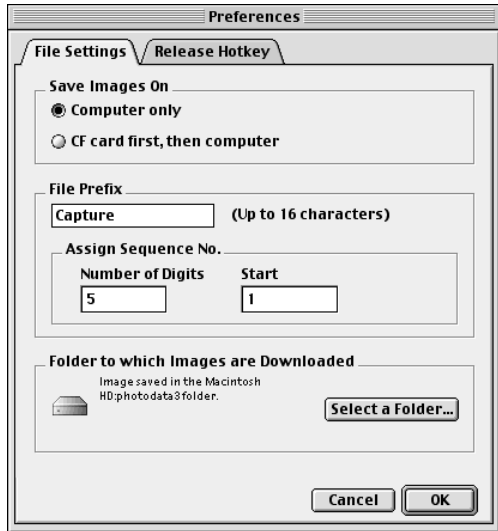 Preferences
File Settings
Release Hotkey
Save Images On
Computer only
CF card first, then computer
File Prefix
Capture
(Up to 16 characters)
Assign Sequence No.
Number of Digits
Start
5
1
Folder to which Images are Downloaded
Image saved in the Macintosh
HD:photodata3folder.
Select a Folder...
Cancel
OK